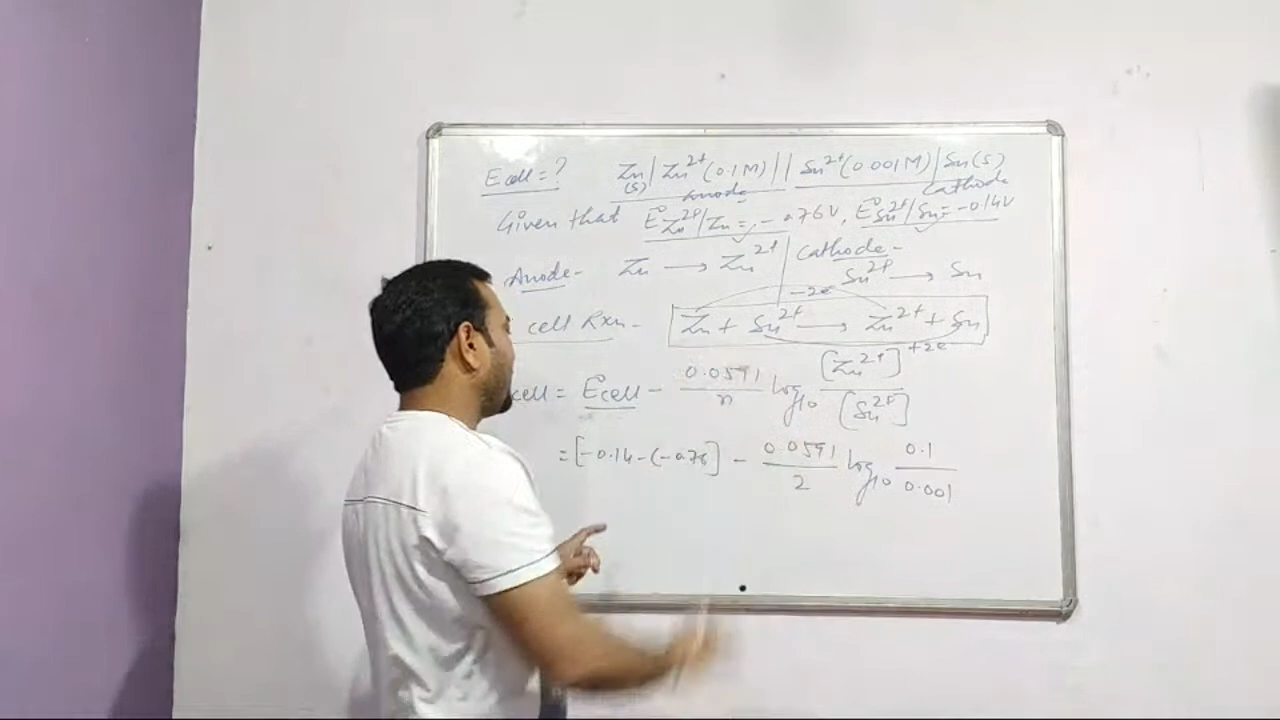 Ecell = ? Zn(s) | Zn²⁺ (0.1M) || Sn²⁺ (0.001M) | Sn(s)
Anode Cathode
Given that E°Zn²⁺/Zn = -0.76V, E°Sn²⁺/Sn = -0.14V
Anode - Zn → Zn²⁺ | Cathode -
Sn²⁺ → Sn
-2e
cell Rxn - Zn + Sn²⁺ → Zn²⁺ + Sn
+2e
cell = E°cell - 0.0591/n log₁₀ [Zn²⁺]/[Sn²⁺]
= [-0.14 - (-0.76] - 0.0591/2 log₁₀ 0.1/0.001